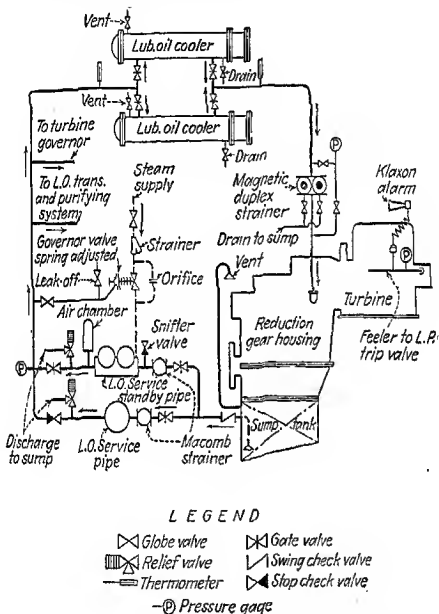 Vent
Lub. oil cooler
Drain
Vent
Lub. oil cooler
Drain
To turbine
governor
To L.O. trans.
and purifying
system
Steam
supply
Strainer
Governor valve
spring adjusted
Leak-off
Orifice
Air chamber
Snifter
valve
Magnetic
duplex
strainer
Drain to sump
Vent
P
Klaxon
alarm
P
Turbine
Feeler to L.P.
trip valve
Reduction
gear housing
P
L.O. Service
standby pipe
Discharge
to sump
L.O. Service
pipe
Macomb
strainer
Sump tank
LEGEND
Globe valve
Gate valve
Relief valve
Swing check valve
Thermometer
Stop check valve
P Pressure gage